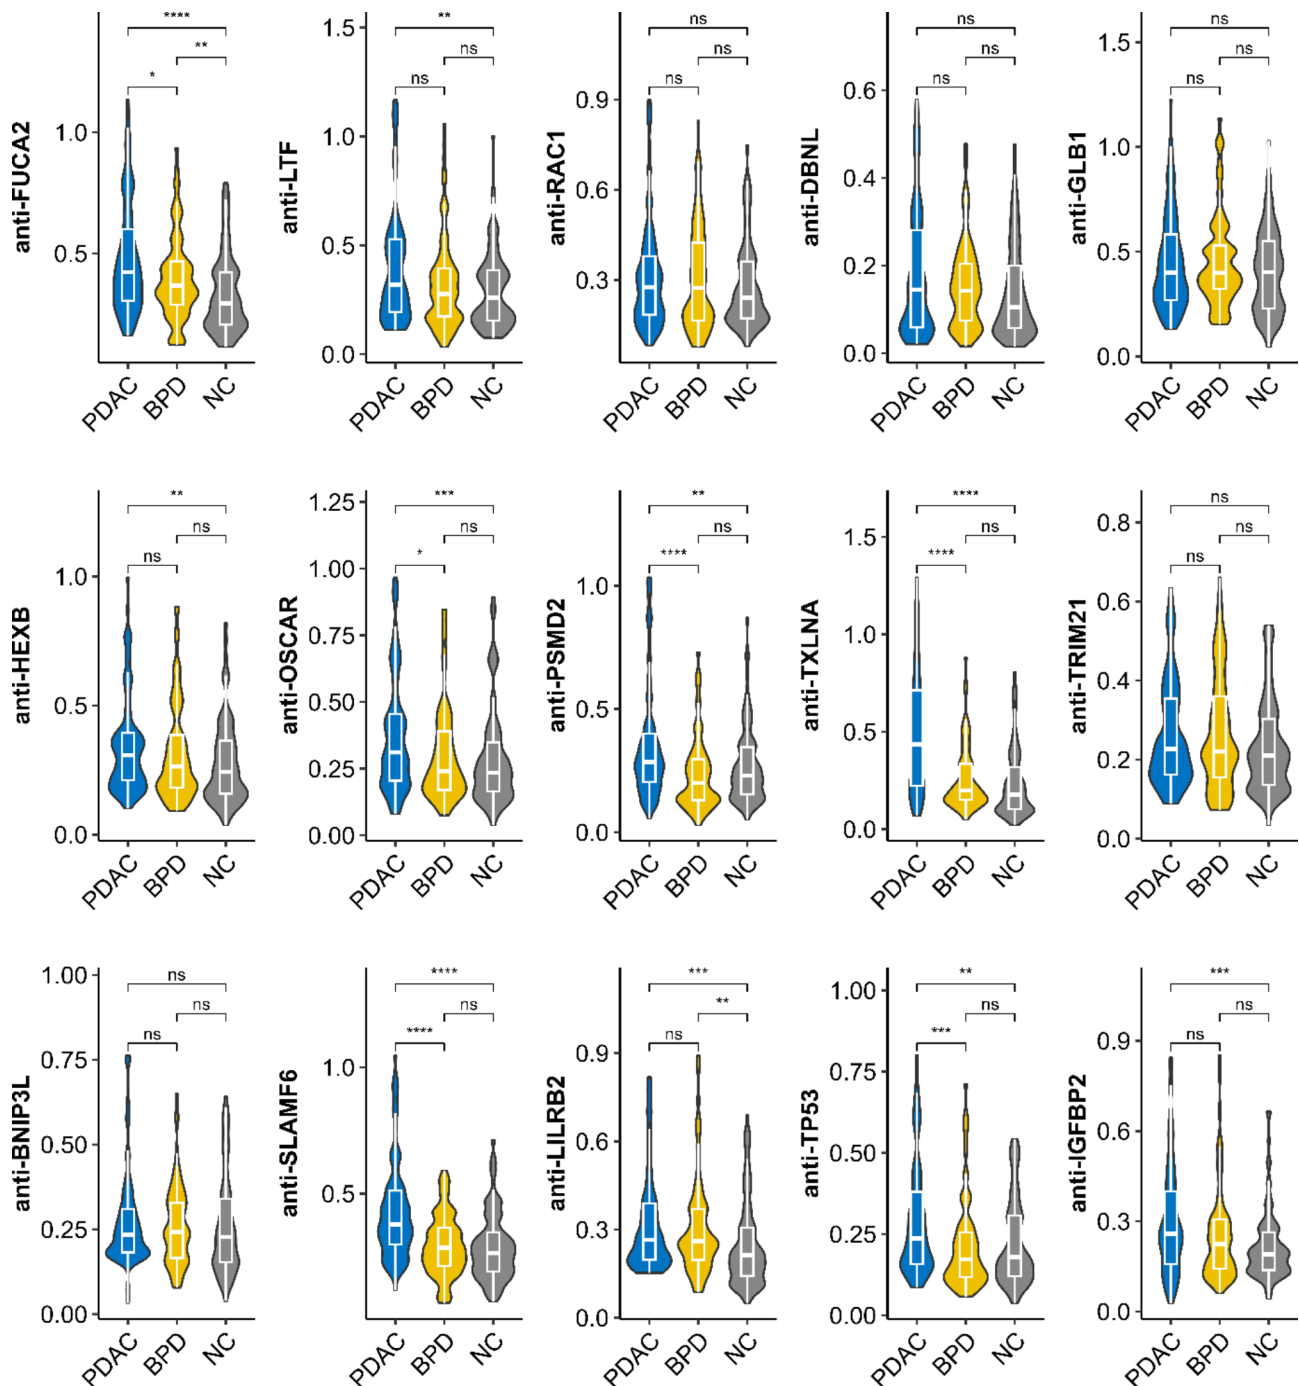 anti-FUCA2
1.0
0.5
****
**
*
PDAC
BPD
NC
anti-LTF
1.5
1.0
0.5
0.0
**
ns
ns
PDAC
BPD
NC
anti-RAC1
0.9
0.6
0.3
ns
ns
ns
PDAC
BPD
NC
anti-DBNL
0.6
0.4
0.2
0.0
ns
ns
ns
PDAC
BPD
NC
anti-GLB1
1.5
1.0
0.5
0.0
ns
ns
ns
PDAC
BPD
NC
anti-HEXB
1.0
0.5
0.0
**
ns
ns
PDAC
BPD
NC
anti-OSCAR
1.25
1.00
0.75
0.50
0.25
0.00
***
ns
*
PDAC
BPD
NC
anti-PSMD2
1.0
0.5
0.0
**
ns
****
PDAC
BPD
NC
anti-TXLNA
1.5
1.0
0.5
0.0
****
ns
****
PDAC
BPD
NC
anti-TRIM21
0.8
0.6
0.4
0.2
0.0
ns
ns
ns
PDAC
BPD
NC
anti-BNIP3L
1.00
0.75
0.50
0.25
0.00
ns
ns
ns
PDAC
BPD
NC
anti-SLAMF6
1.0
0.5
****
ns
****
PDAC
BPD
NC
anti-LILRB2
0.9
0.6
0.3
0.0
***
**
ns
PDAC
BPD
NC
anti-TP53
1.00
0.75
0.50
0.25
0.00
**
ns
***
PDAC
BPD
NC
anti-IGFBP2
0.9
0.6
0.3
0.0
***
ns
ns
PDAC
BPD
NC